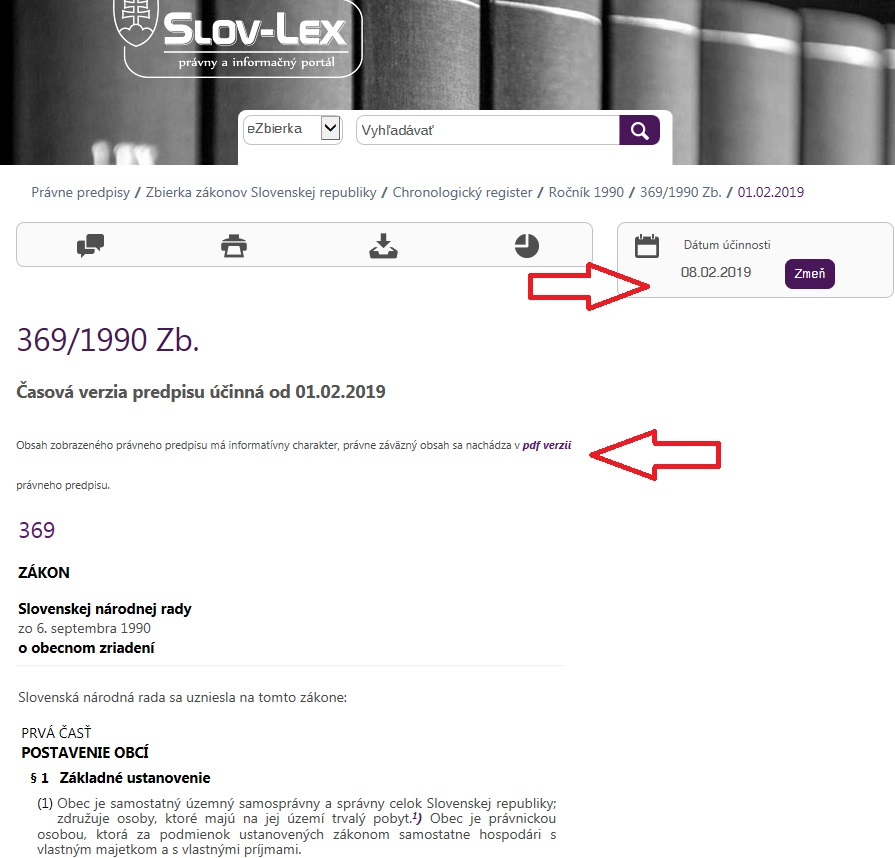 SLOV-LEX
právny a informačný portál
eZbierka
Vyhľadávať
Právne predpisy / Zbierka zákonov Slovenskej republiky / Chronologický register / Ročník 1990 / 369/1990 Zb. / 01.02.2019
Dátum účinnosti
08.02.2019 Zmeň
369/1990 Zb.
Časová verzia predpisu účinná od 01.02.2019
Obsah zobrazeného právneho predpisu má informatívny charakter, právne záväzný obsah sa nachádza v pdf verzii
právneho predpisu.
369
ZÁKON
Slovenskej národnej rady
zo 6. septembra 1990
o obecnom zriadení
Slovenská národná rada sa uzniesla na tomto zákone:
PRVÁ ČASŤ
POSTAVENIE OBCÍ
§ 1 Základné ustanovenie
(1) Obec je samostatný územný samosprávny a správny celok Slovenskej republiky;
združuje osoby, ktoré majú na jej území trvalý pobyt.1) Obec je právnickou
osobou, ktorá za podmienok ustanovených zákonom samostatne hospodári s
vlastným majetkom a s vlastnými príjmami.